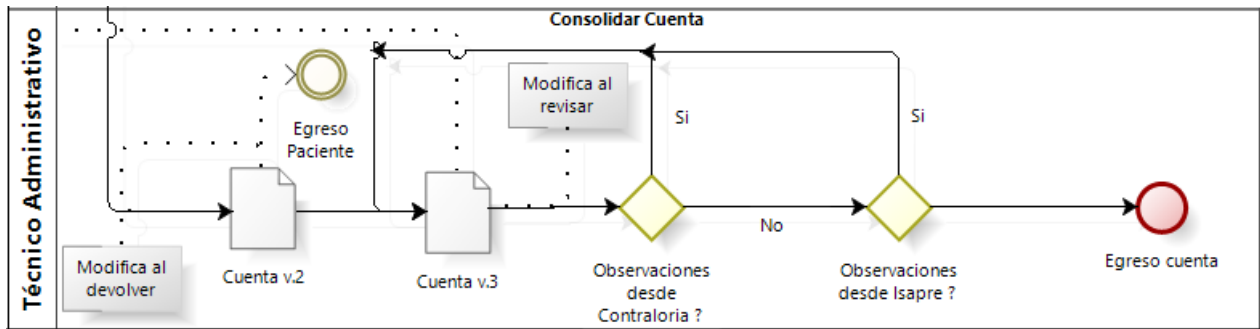 Consolidar Cuenta
Técnico Administrativo
Modifica al
revisar
Egreso
Paciente
Si
Si
No
Modifica al
devolver
Cuenta v.2
Cuenta v.3
Observaciones
desde
Contraloria ?
Observaciones
desde Isapre ?
Egreso cuenta